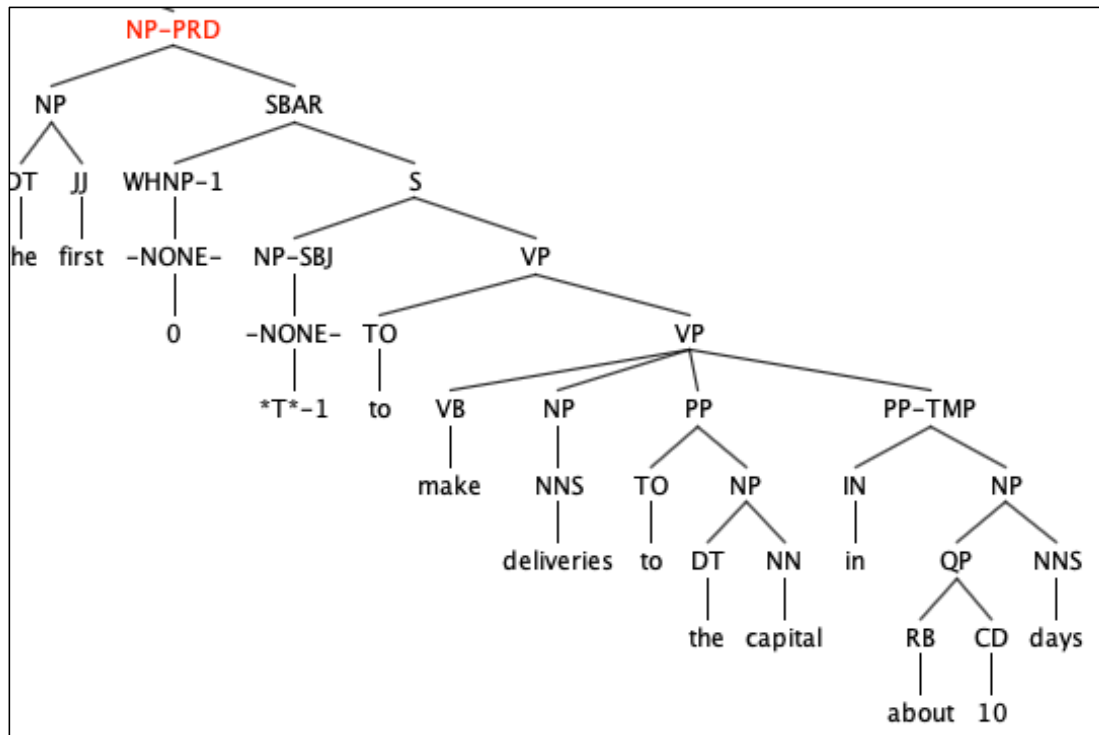 NP-PRD
NP SBAR
DT JJ WHNP-1 S
he first -NONE- NP-SBJ VP
0 -NONE- TO VP
*T*-1 to VB NP PP PP-TMP
make NNS TO NP IN NP
deliveries to DT NN in QP NNS
the capital RB CD days
about 10